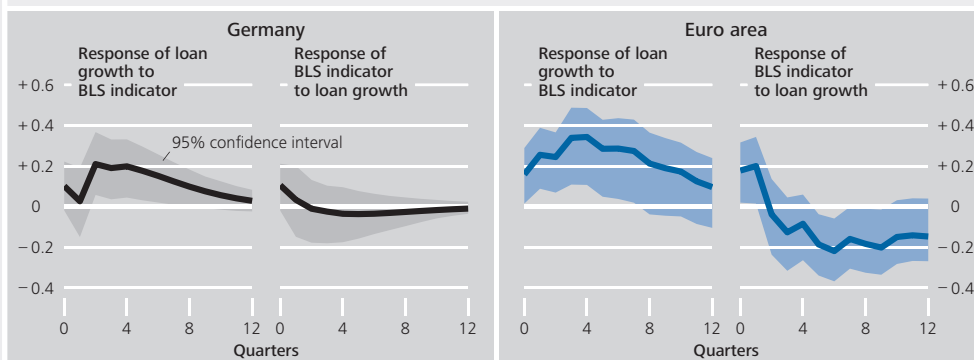 Germany
Response of loan
growth to
BLS indicator
Response of
BLS indicator
to loan growth
+ 0.6
+ 0.4
+ 0.2
0
− 0.2
− 0.4
95% confidence interval
0 4 8 12
0 4 8 12
Quarters
Euro area
Response of loan
growth to
BLS indicator
Response of
BLS indicator
to loan growth
+ 0.6
+ 0.4
+ 0.2
0
− 0.2
− 0.4
0 4 8 12
0 4 8 12
Quarters